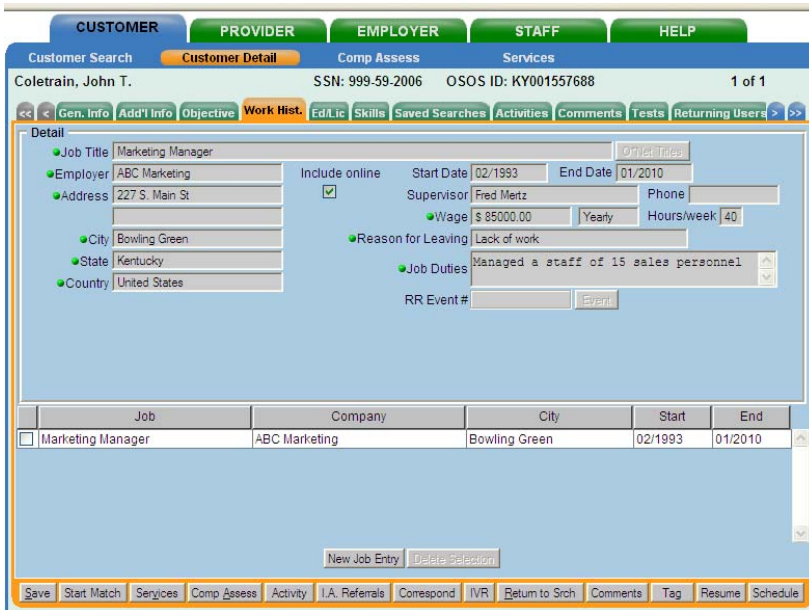 CUSTOMER PROVIDER EMPLOYER STAFF HELP
Customer Search Customer Detail Comp Assess Services
Coletrain, John T. SSN: 999-59-2006 OSOS ID: KY001557688 1 of 1
<< < Gen. Info Add'l Info Objective Work Hist. Ed/Lic Skills Saved Searches Activities Comments Tests Returning Users > >>
Detail
Job Title Marketing Manager O*Net Titles
Employer ABC Marketing Include online Start Date 02/1993 End Date 01/2010
Address 227 S. Main St Supervisor Fred Mertz Phone
Wage $ 85000.00 Yearly Hours/week 40
City Bowling Green Reason for Leaving Lack of work
State Kentucky Job Duties Managed a staff of 15 sales personnel
Country United States
RR Event # Event
Job Company City Start End
Marketing Manager ABC Marketing Bowling Green 02/1993 01/2010
New Job Entry Delete Selection
Save Start Match Services Comp Assess Activity I.A. Referrals Correspond IVR Return to Srch Comments Tag Resume Schedule